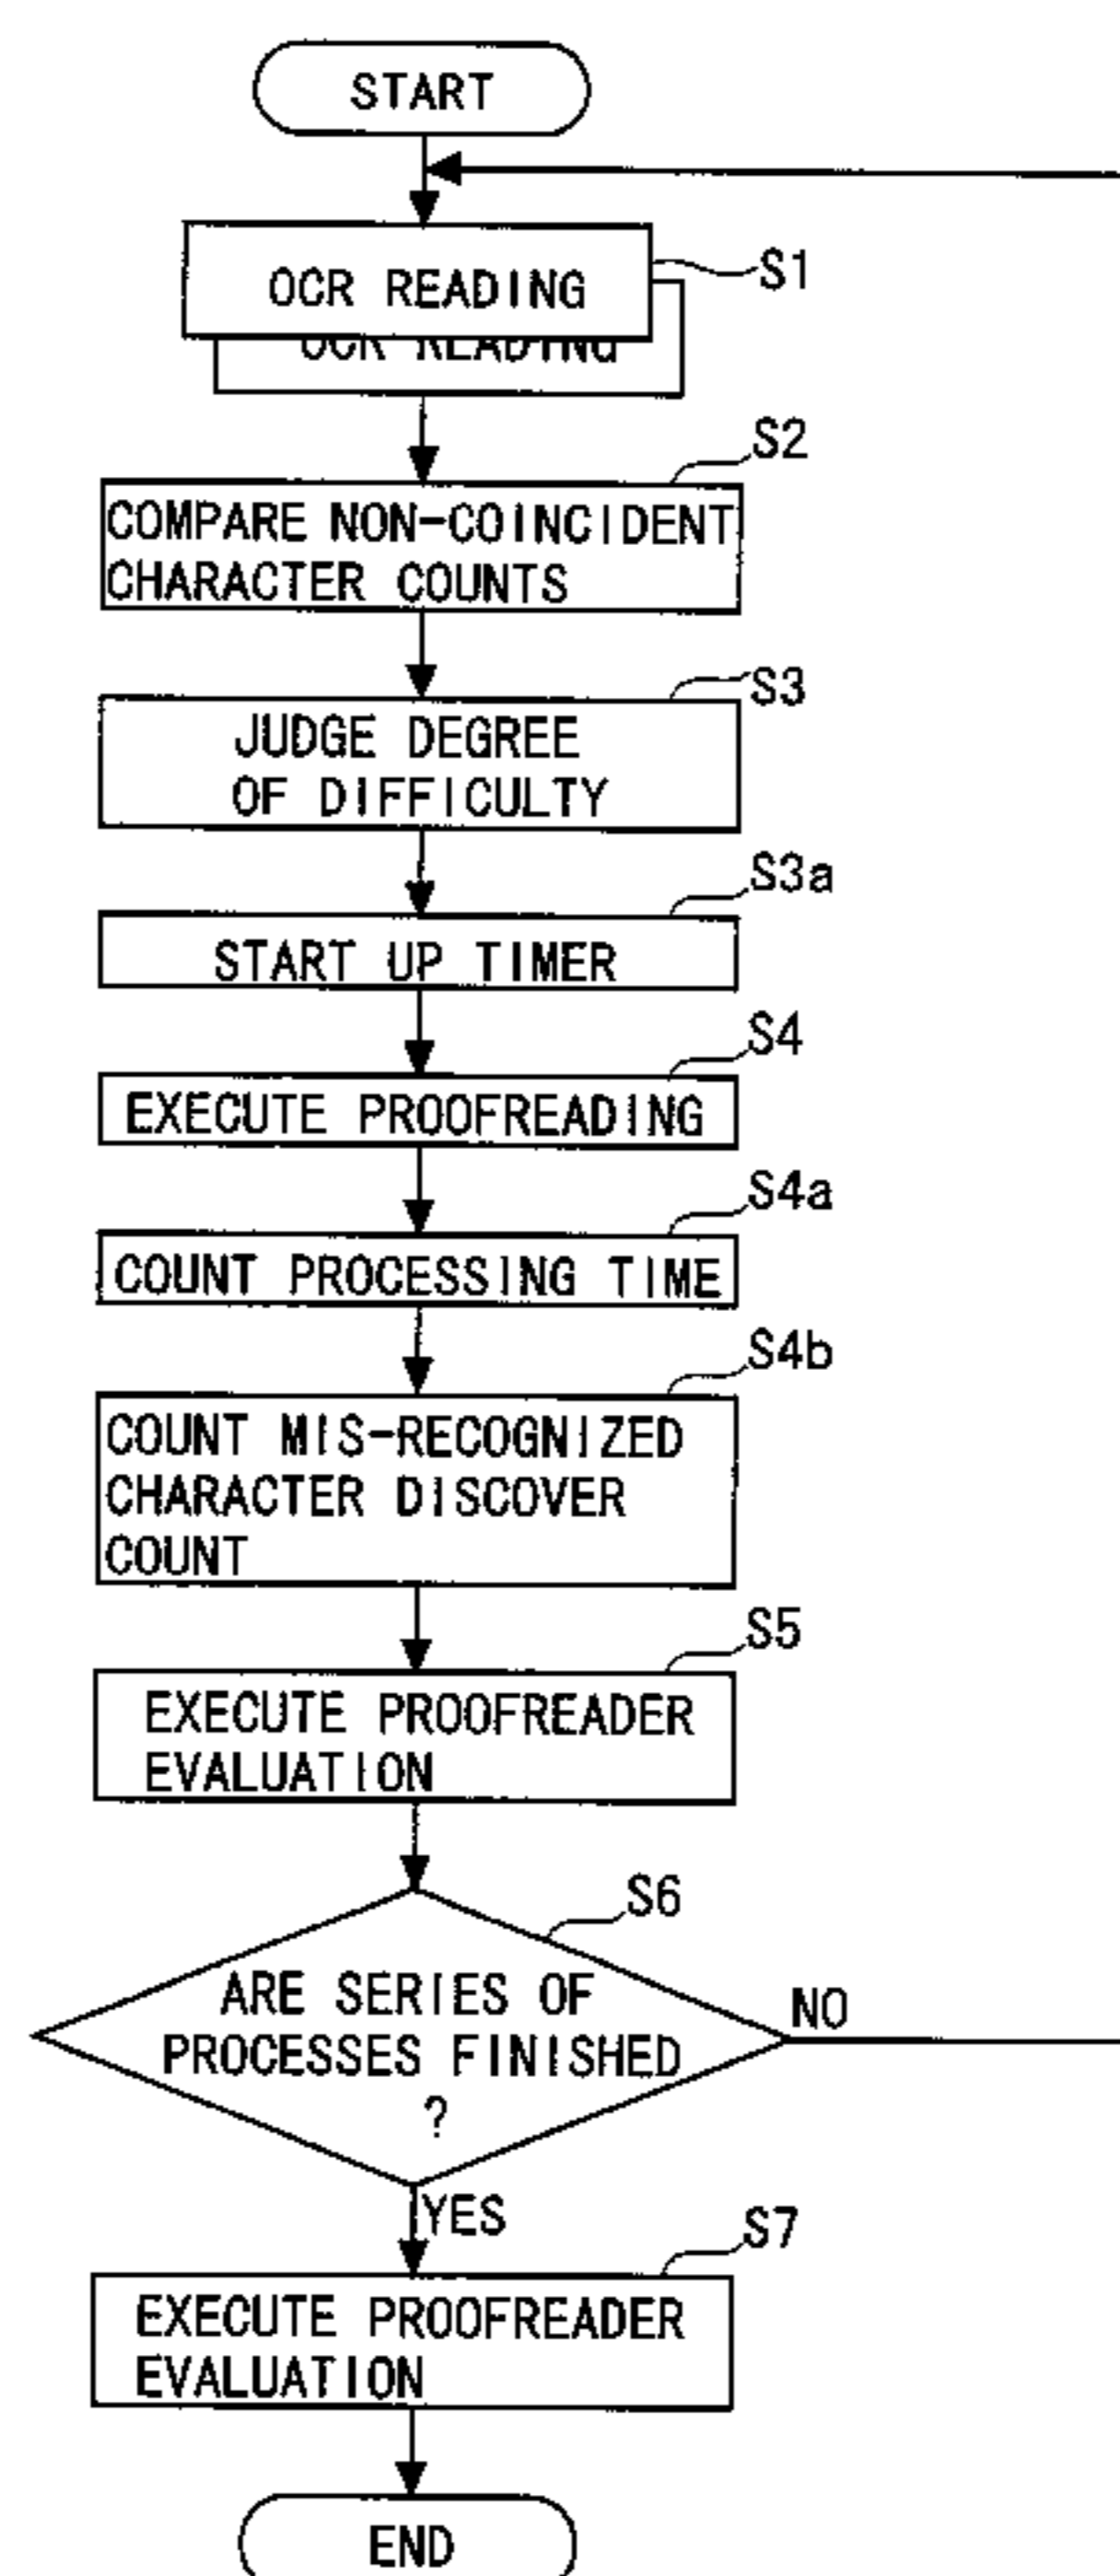 START
OCR READING
S1
OCR READING
S2
COMPARE NON-COINCIDENT
CHARACTER COUNTS
S3
JUDGE DEGREE
OF DIFFICULTY
S3a
START UP TIMER
S4
EXECUTE PROOFREADING
S4a
COUNT PROCESSING TIME
S4b
COUNT MIS-RECOGNIZED
CHARACTER DISCOVER
COUNT
S5
EXECUTE PROOFREADER
EVALUATION
S6
ARE SERIES OF
PROCESSES FINISHED
?
NO
YES
S7
EXECUTE PROOFREADER
EVALUATION
END